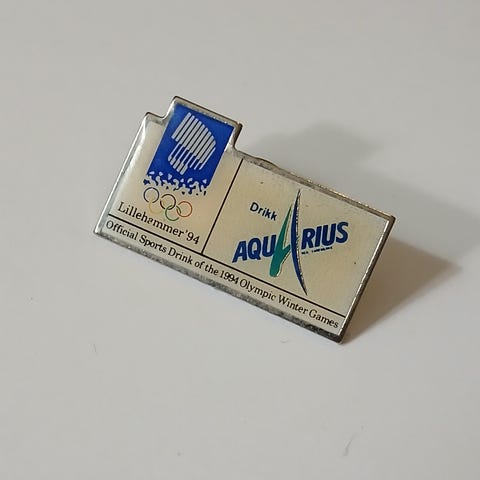 Lillehammer '94
Drikk
AQUARIUS
Official Sports Drink of the 1994 Olympic Winter Games